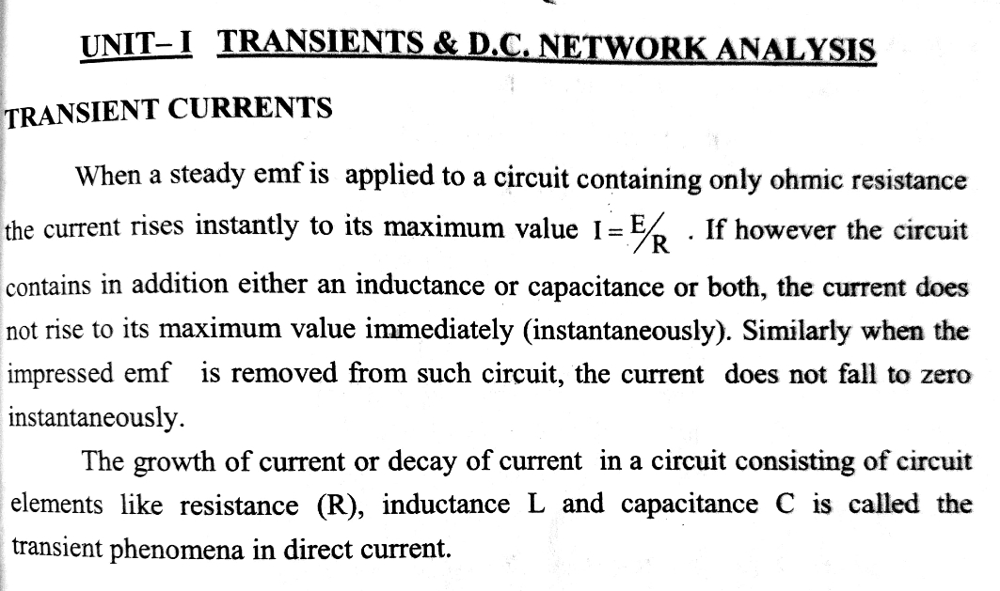 UNIT– I TRANSIENTS & D.C. NETWORK ANALYSIS
TRANSIENT CURRENTS
When a steady emf is applied to a circuit containing only ohmic resistance
the current rises instantly to its maximum value I = E/R . If however the circuit
contains in addition either an inductance or capacitance or both, the current does
not rise to its maximum value immediately (instantaneously). Similarly when the
impressed emf is removed from such circuit, the current does not fall to zero
instantaneously.
The growth of current or decay of current in a circuit consisting of circuit
elements like resistance (R), inductance L and capacitance C is called the
transient phenomena in direct current.